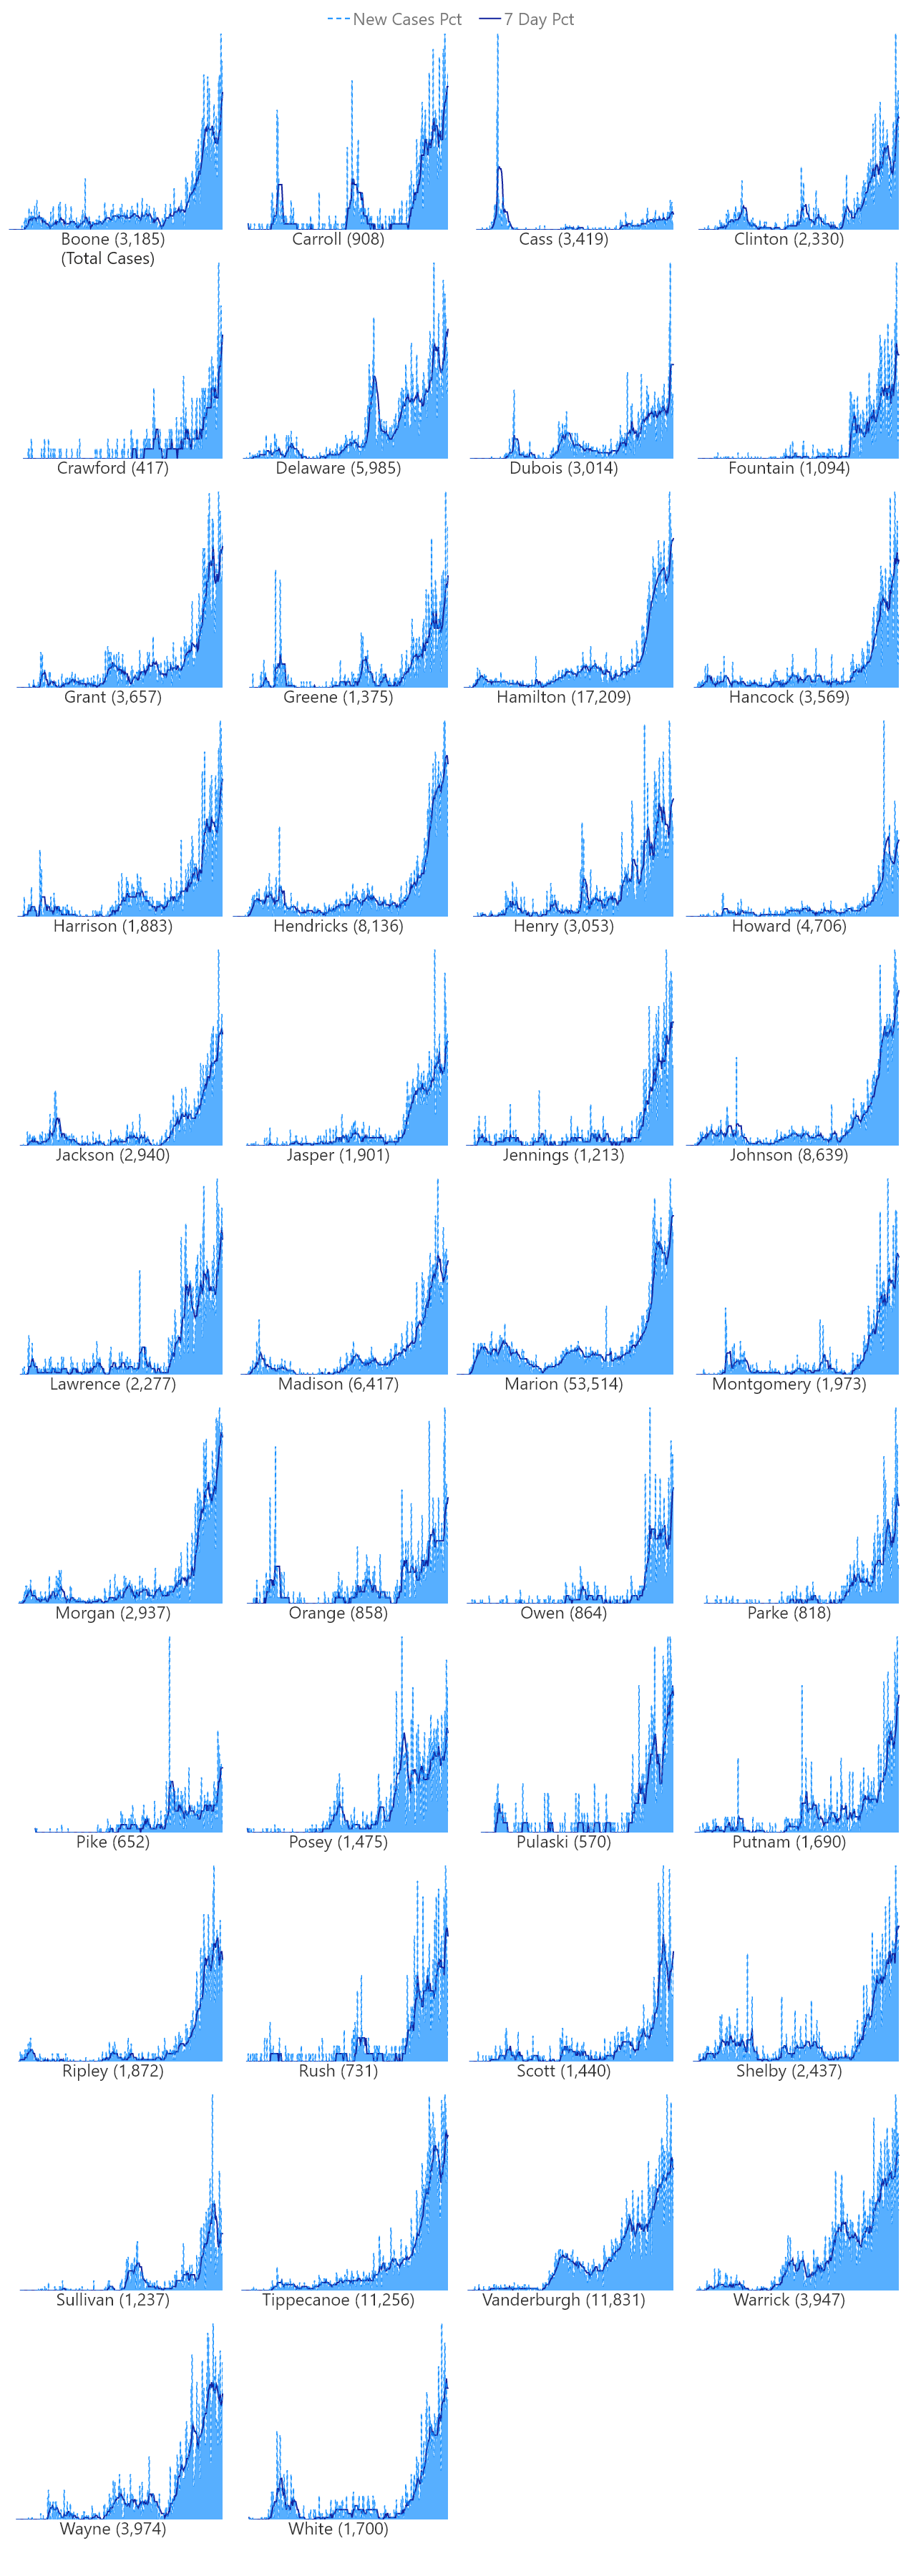 New Cases Pct 7 Day Pct
Boone (3,185) Carroll (908) Cass (3,419) Clinton (2,330)
(Total Cases)
Crawford (417) Delaware (5,985) Dubois (3,014) Fountain (1,094)
Grant (3,657) Greene (1,375) Hamilton (17,209) Hancock (3,569)
Harrison (1,883) Hendricks (8,136) Henry (3,053) Howard (4,706)
Jackson (2,940) Jasper (1,901) Jennings (1,213) Johnson (8,639)
Lawrence (2,277) Madison (6,417) Marion (53,514) Montgomery (1,973)
Morgan (2,937) Orange (858) Owen (864) Parke (818)
Pike (652) Posey (1,475) Pulaski (570) Putnam (1,690)
Ripley (1,872) Rush (731) Scott (1,440) Shelby (2,437)
Sullivan (1,237) Tippecanoe (11,256) Vanderburgh (11,831) Warrick (3,947)
Wayne (3,974) White (1,700)